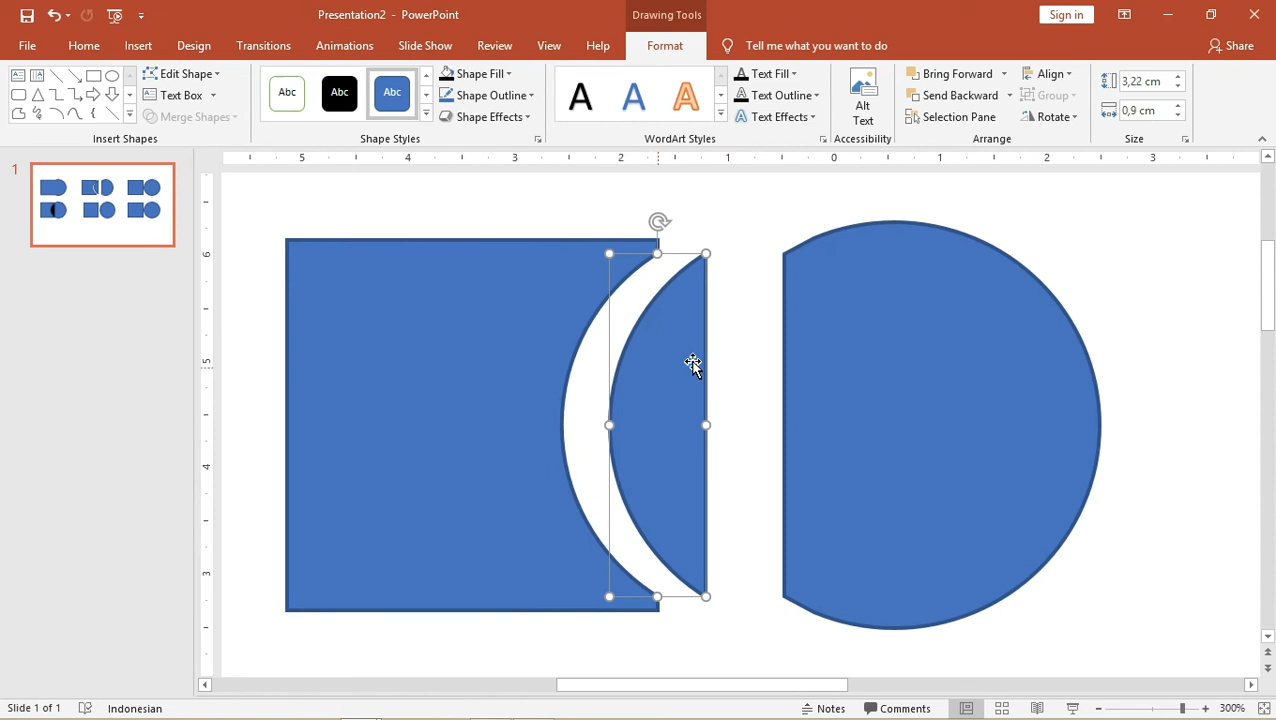 Presentation2 - PowerPoint
Drawing Tools
Sign in
File Home Insert Design Transitions Animations Slide Show Review View Help Format Tell me what you want to do Share
Edit Shape
Text Box
Merge Shapes
Insert Shapes
Abc Abc Abc
Shape Fill
Shape Outline
Shape Effects
Shape Styles
A A A
Text Fill
Text Outline
Text Effects
WordArt Styles
Alt
Text
Accessibility
Bring Forward
Send Backward
Selection Pane
Align
Group
Rotate
Arrange
3,22 cm
0,9 cm
Size
1
5 4 3 2 1 0 1 2 3
6
5
4
3
Slide 1 of 1 Indonesian Notes Comments 300%